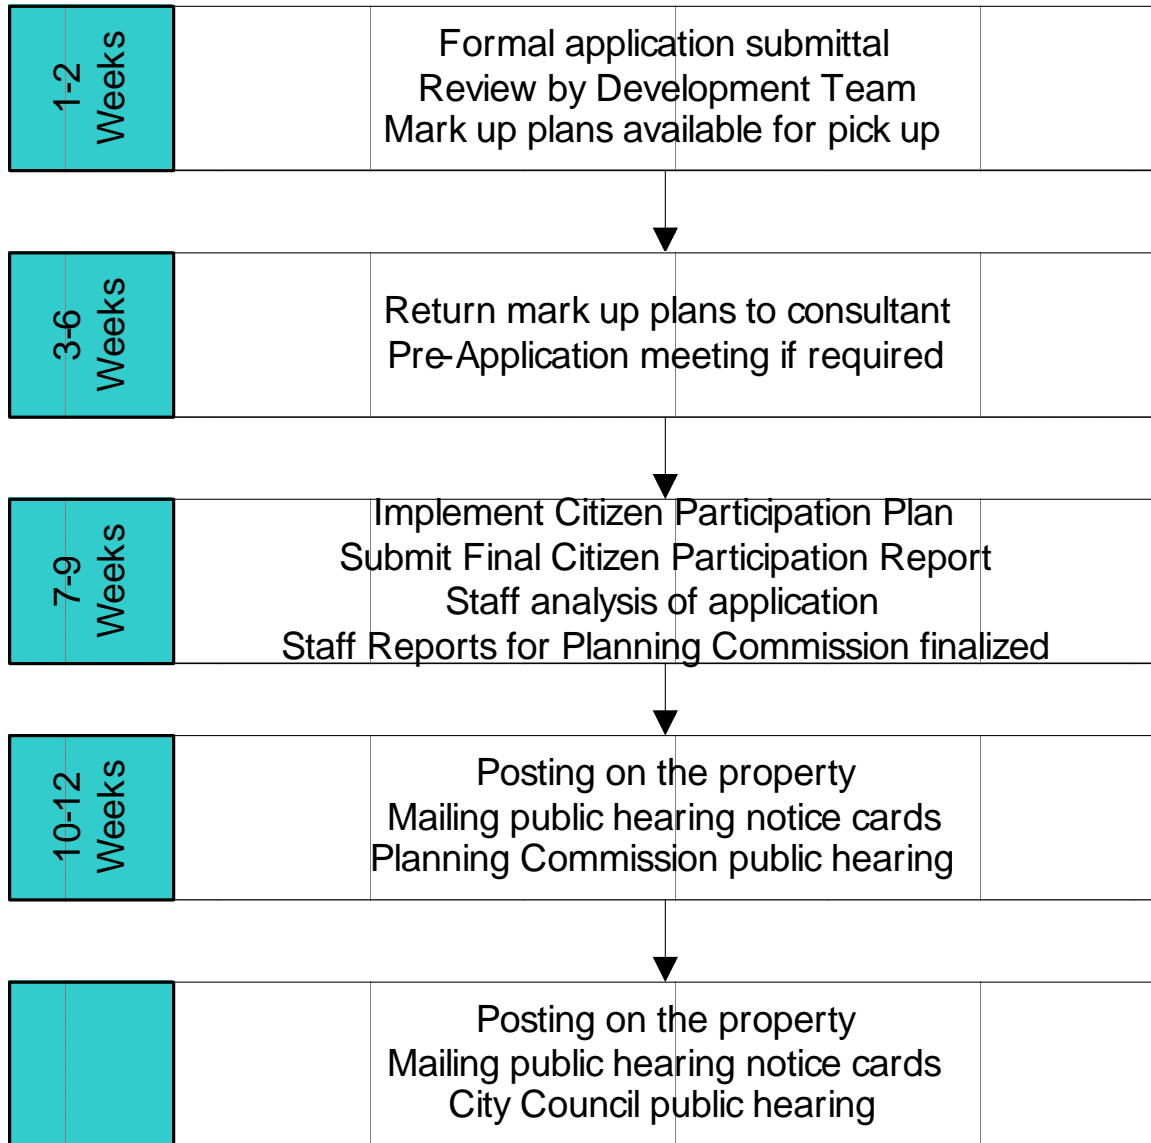 1-2
Weeks
Formal application submittal
Review by Development Team
Mark up plans available for pick up
3-6
Weeks
Return mark up plans to consultant
Pre-Application meeting if required
7-9
Weeks
Implement Citizen Participation Plan
Submit Final Citizen Participation Report
Staff analysis of application
Staff Reports for Planning Commission finalized
10-12
Weeks
Posting on the property
Mailing public hearing notice cards
Planning Commission public hearing
Posting on the property
Mailing public hearing notice cards
City Council public hearing